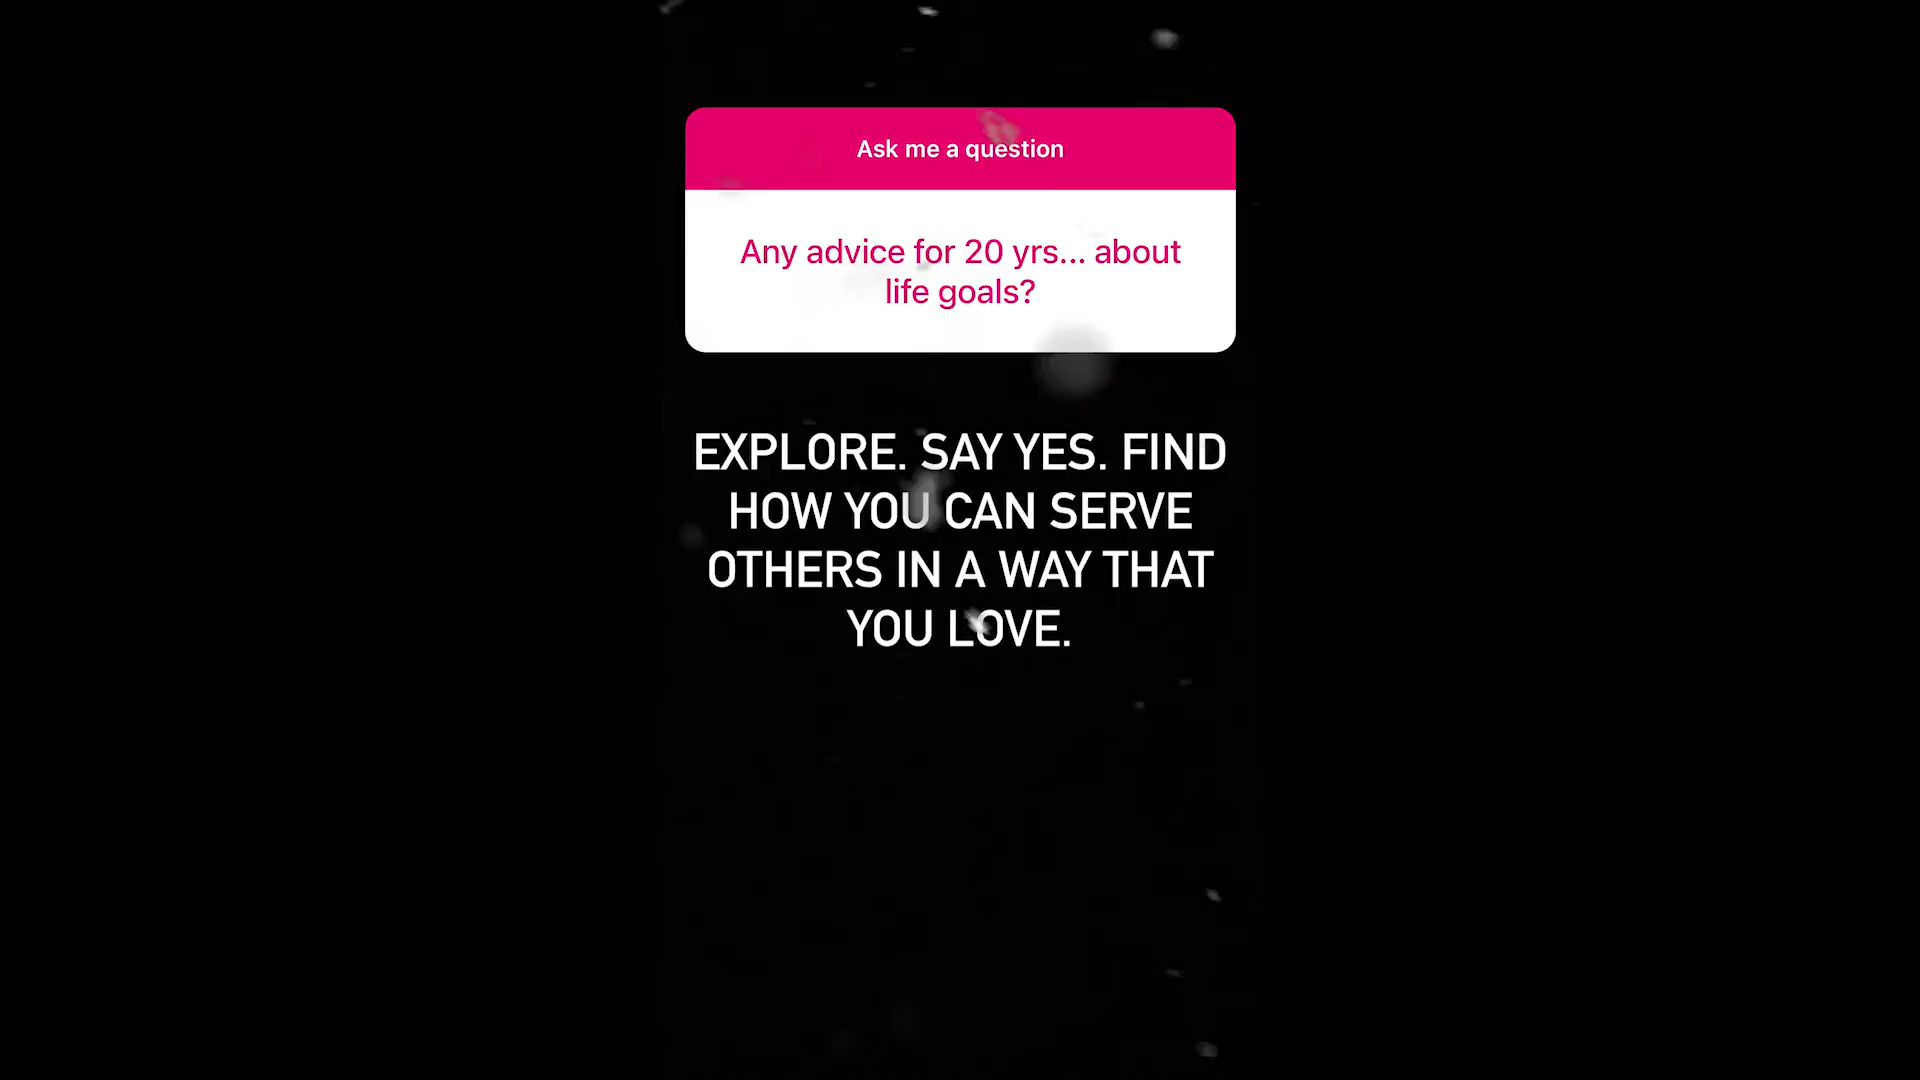 Ask me a question
Any advice for 20 yrs... about
life goals?
EXPLORE. SAY YES. FIND
HOW YOU CAN SERVE
OTHERS IN A WAY THAT
YOU LOVE.